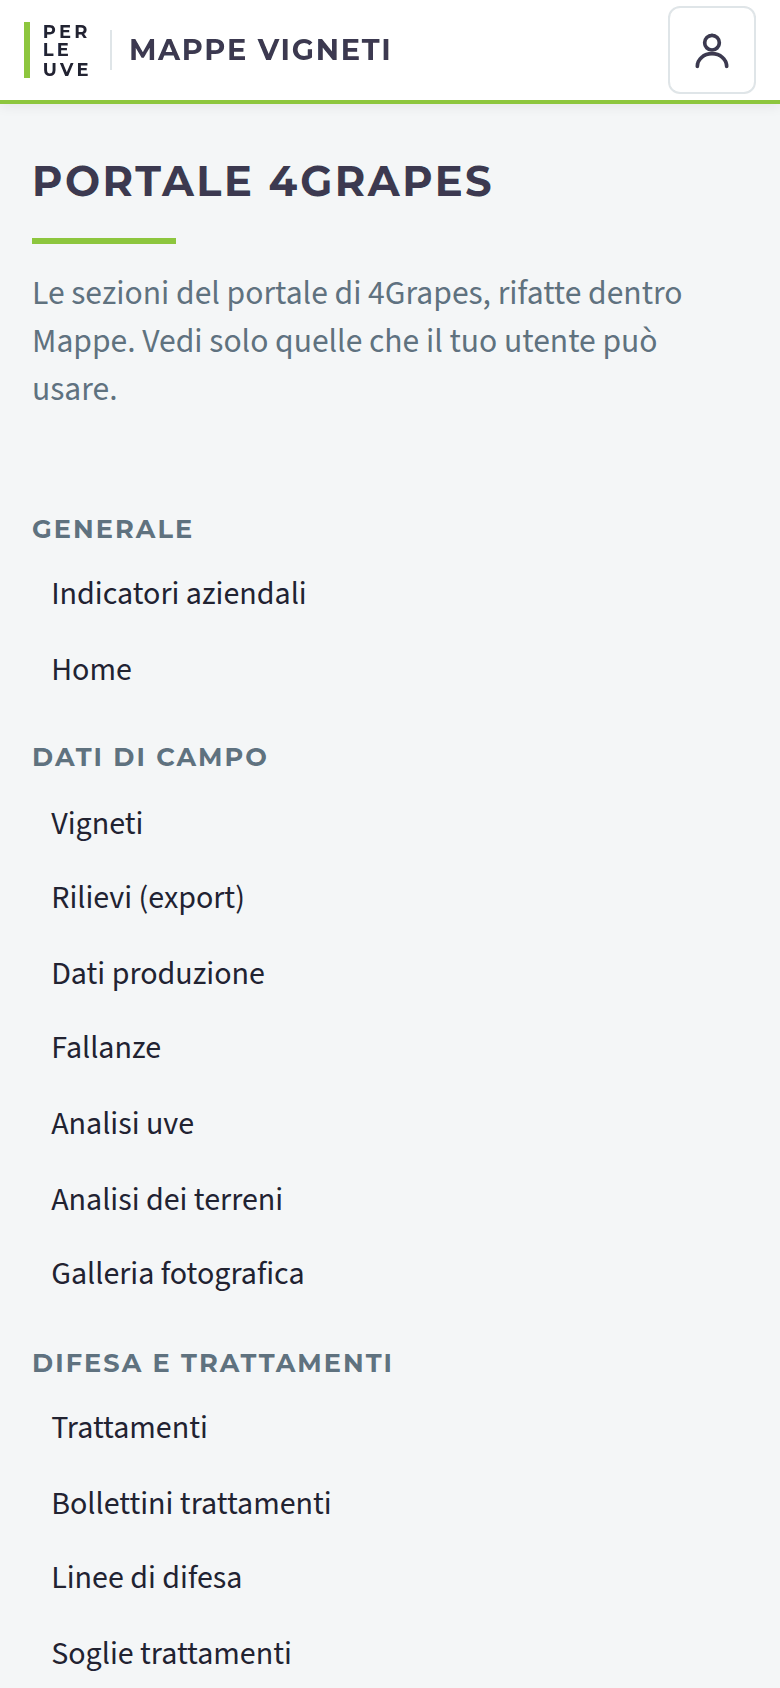 PER
LE
UVE
MAPPE VIGNETI
PORTALE 4GRAPES
Le sezioni del portale di 4Grapes, rifatte dentro
Mappe. Vedi solo quelle che il tuo utente può
usare.
GENERALE
Indicatori aziendali
Home
DATI DI CAMPO
Vigneti
Rilievi (export)
Dati produzione
Fallanze
Analisi uve
Analisi dei terreni
Galleria fotografica
DIFESA E TRATTAMENTI
Trattamenti
Bollettini trattamenti
Linee di difesa
Soglie trattamenti